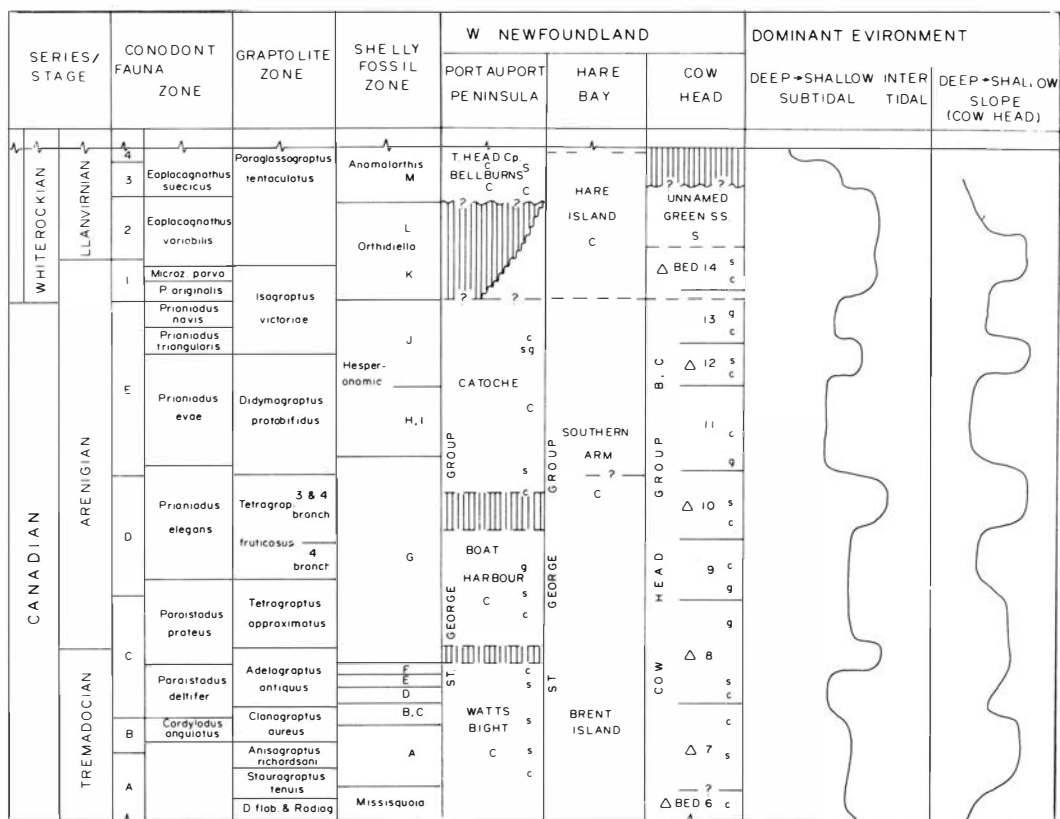 SERIES/
STAGE
CONODONT
FAUNA
ZONE
GRAPTOLITE
ZONE
SHELLY
FOSSIL
ZONE
W NEWFOUNDLAND
PORT AU PORT
PENINSULA
HARE
BAY
COW
HEAD
DOMINANT EVIRONMENT
DEEP→SHALLOW INTER
SUBTIDAL TIDAL
DEEP→SHALLOW
SLOPE
(COW HEAD)
WHITEROCKIAN
CANADIAN
LLANVIRNIAN
ARENIGIAN
TREMADOCIAN
4
3
2
1
E
D
C
B
A
Eoplacognathus
suecicus
Eoplacognathus
variabilis
Microz. parva
P. originalis
Prioniodus
navis
Prioniodus
triangularis
Prioniodus
evae
Prioniodus
elegans
Paroistodus
proteus
Paroistodus
deltifer
Cordylodus
angulatus
Paroglossograptus
tentaculatus
Isograptus
victoriae
Didymograptus
protobifidus
Tetragrap. 3 & 4
branch
fruticosus
4
branch
Tetragraptus
approximatus
Adelograptus
antiquus
Clonograptus
aureus
Anisograptus
richardsoni
Staurograptus
tenuis
D flab. & Radiog
Anomalorthis
M
L
Orthidiella
K
J
Hesper-
onomic
H, I
G
F
E
D
B, C
A
Missisquoia
T. HEAD Cp.
C S
BELLBURNS
C C
? ?
? ?
c
s g
CATOCHE
C
s
c
BOAT
g
HARBOUR
s
C
c
c
s
WATTS
s
BIGHT
C s
c
ST. GEORGE GROUP
HARE
ISLAND
C
SOUTHERN
ARM
?
C
BRENT
ISLAND
ST GEORGE GROUP
? ?
UNNAMED
GREEN SS.
S
△ BED 14 s
c
13 g
c
△ 12 s
c
11
c
g
△ 10 s
c
9 c
g
g
△ 8
s
c
c
△ 7 s
?
△ BED 6 c
COW HEAD GROUP B, C